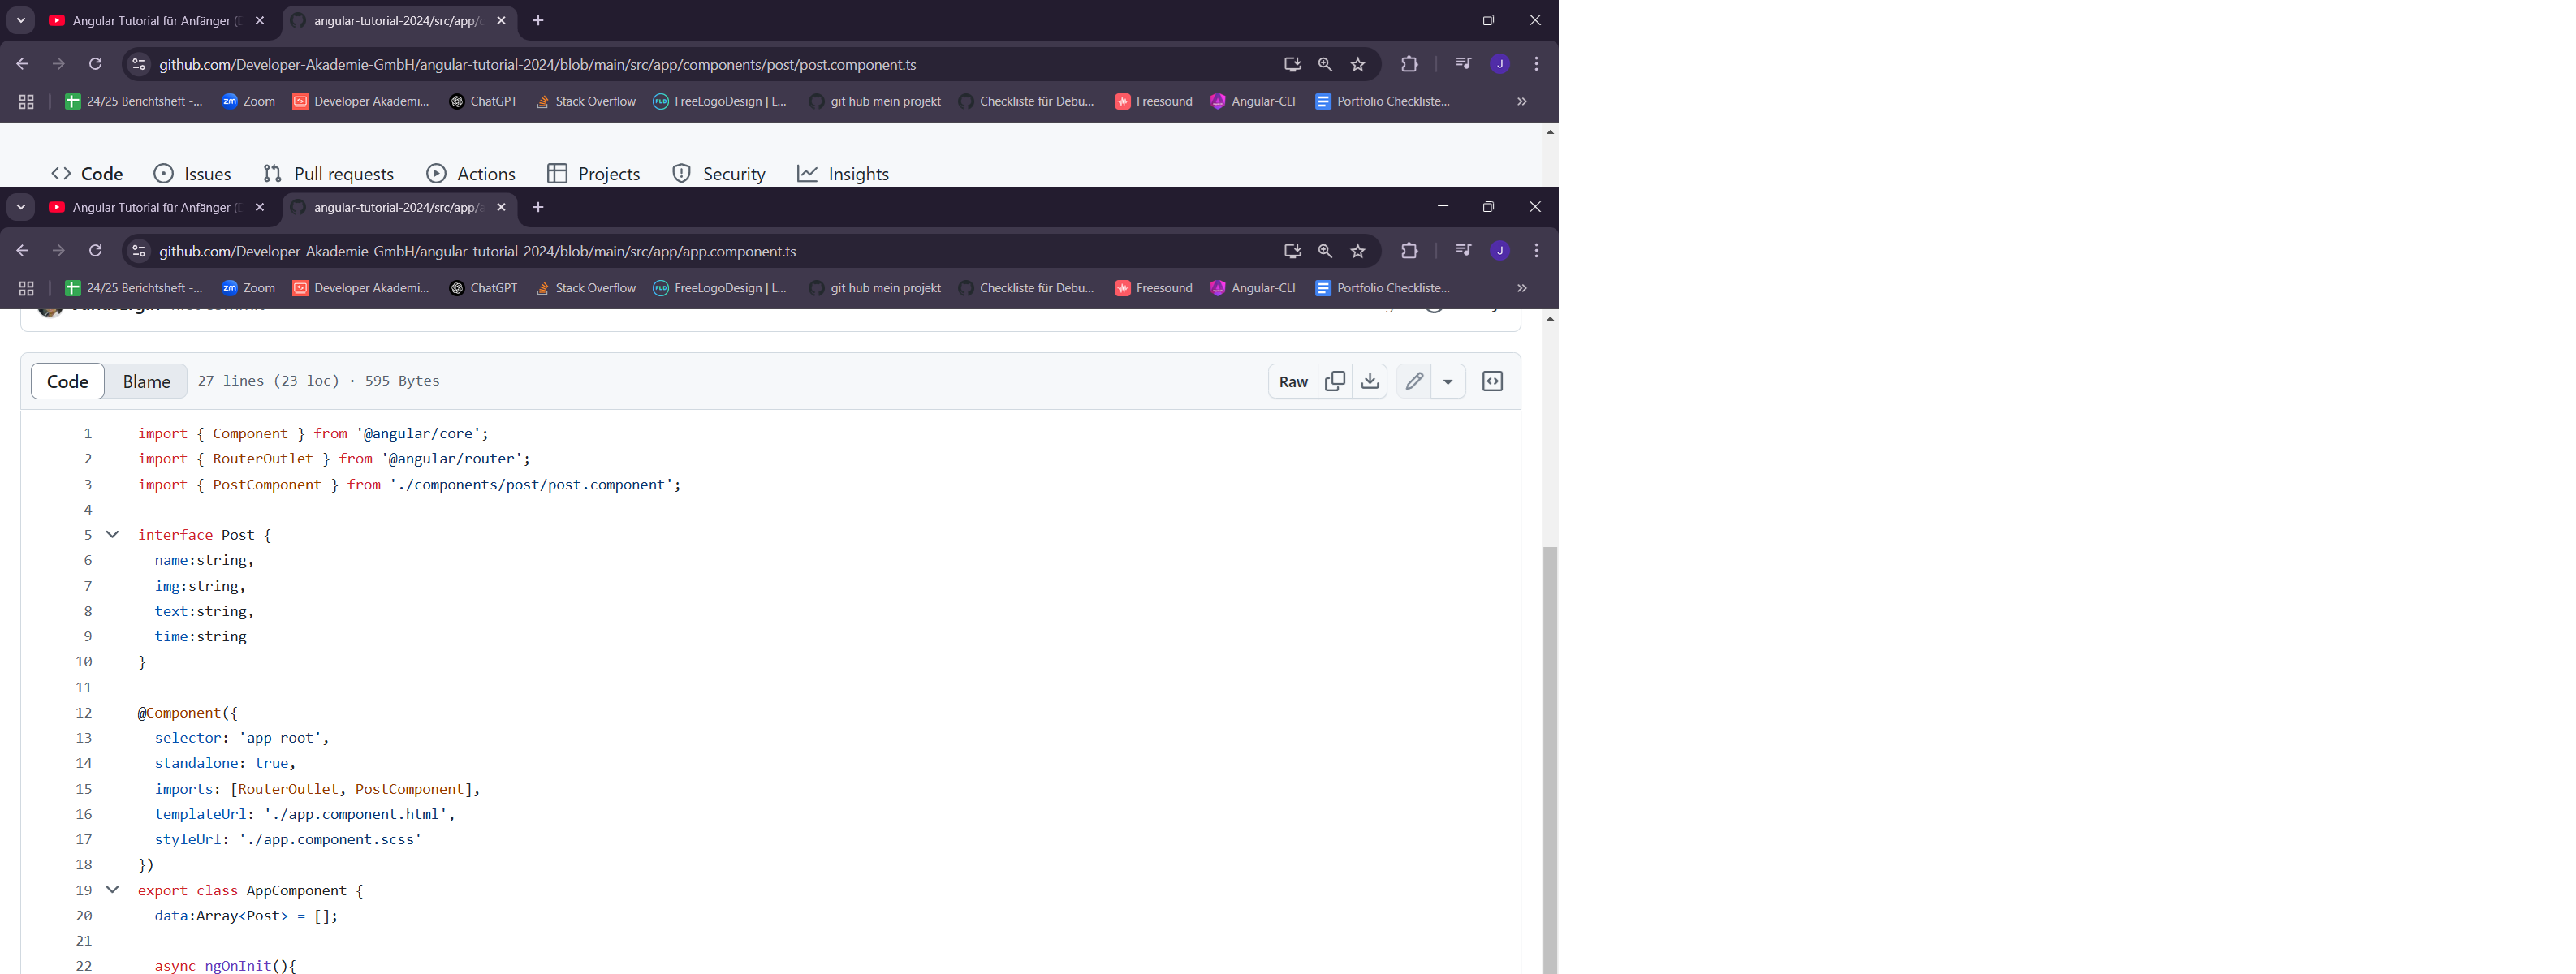 Angular Tutorial für Anfänger (
angular-tutorial-2024/src/app/
github.com/Developer-Akademie-GmbH/angular-tutorial-2024/blob/main/src/app/components/post/post.component.ts
J
24/25 Berichtsheft -... zm Zoom Developer Akademi... ChatGPT Stack Overflow FLD FreeLogoDesign | L... git hub mein projekt Checkliste für Debu... Freesound Angular-CLI Portfolio Checkliste... »
Code Issues Pull requests Actions Projects Security Insights
Angular Tutorial für Anfänger (
angular-tutorial-2024/src/app/
github.com/Developer-Akademie-GmbH/angular-tutorial-2024/blob/main/src/app/app.component.ts
J
24/25 Berichtsheft -... zm Zoom Developer Akademi... ChatGPT Stack Overflow FLD FreeLogoDesign | L... git hub mein projekt Checkliste für Debu... Freesound Angular-CLI Portfolio Checkliste... »
Code Blame 27 lines (23 loc) · 595 Bytes Raw
1 import { Component } from '@angular/core';
2 import { RouterOutlet } from '@angular/router';
3 import { PostComponent } from './components/post/post.component';
4
5 interface Post {
6 name:string,
7 img:string,
8 text:string,
9 time:string
10 }
11
12 @Component({
13 selector: 'app-root',
14 standalone: true,
15 imports: [RouterOutlet, PostComponent],
16 templateUrl: './app.component.html',
17 styleUrl: './app.component.scss'
18 })
19 export class AppComponent {
20 data:Array<Post> = [];
21
22 async ngOnInit(){